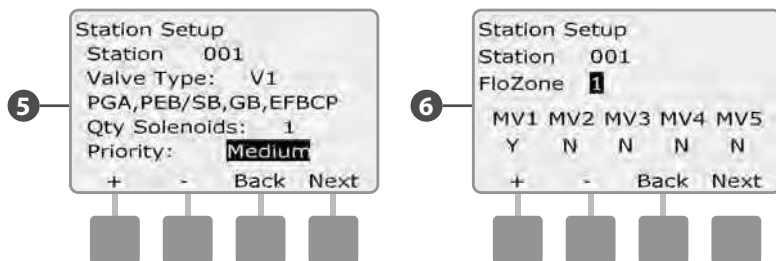 5
Station Setup
Station 001
Valve Type: V1
PGA,PEB/SB,GB,EFBCP
Qty Solenoids: 1
Priority: Medium
+ - Back Next
6
Station Setup
Station 001
FloZone 1
MV1 MV2 MV3 MV4 MV5
Y N N N N
+ - Back Next